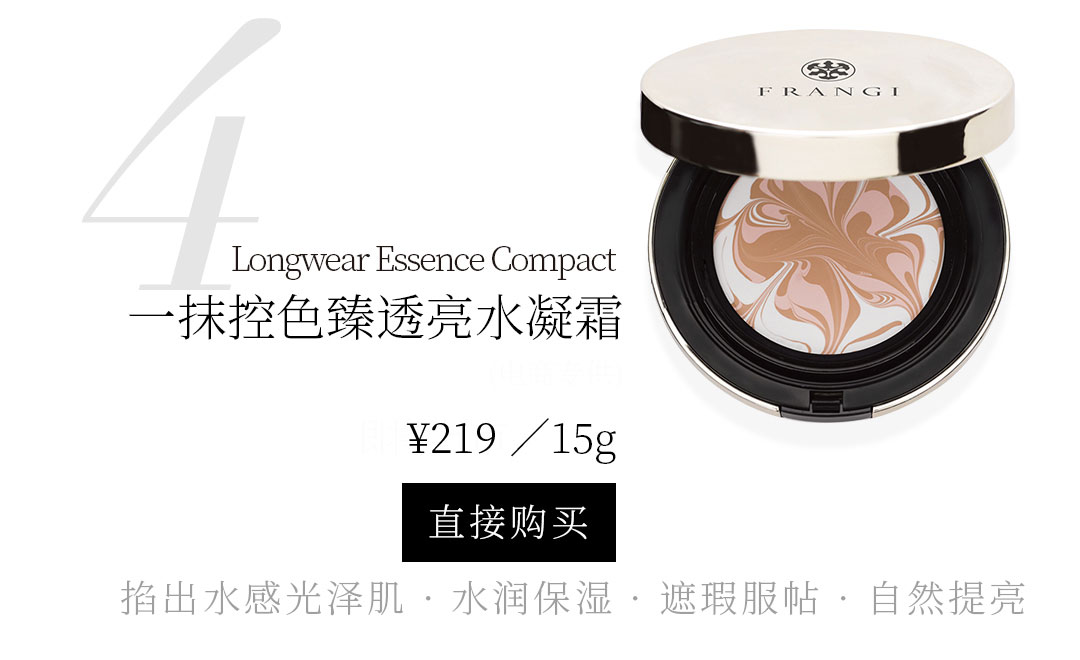 4
FRANGI
Longwear Essence Compact
一抹控色臻透亮水凝霜
¥219 ／15g
直接购买
掐出水感光泽肌 · 水润保湿 · 遮瑕服帖 · 自然提亮